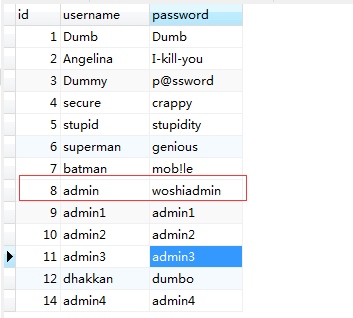 id username password
1 Dumb Dumb
2 Angelina I-kill-you
3 Dummy p@ssword
4 secure crappy
5 stupid stupidity
6 superman genious
7 batman mob!le
8 admin woshiadmin
9 admin1 admin1
10 admin2 admin2
11 admin3 admin3
12 dhakkan dumbo
14 admin4 admin4